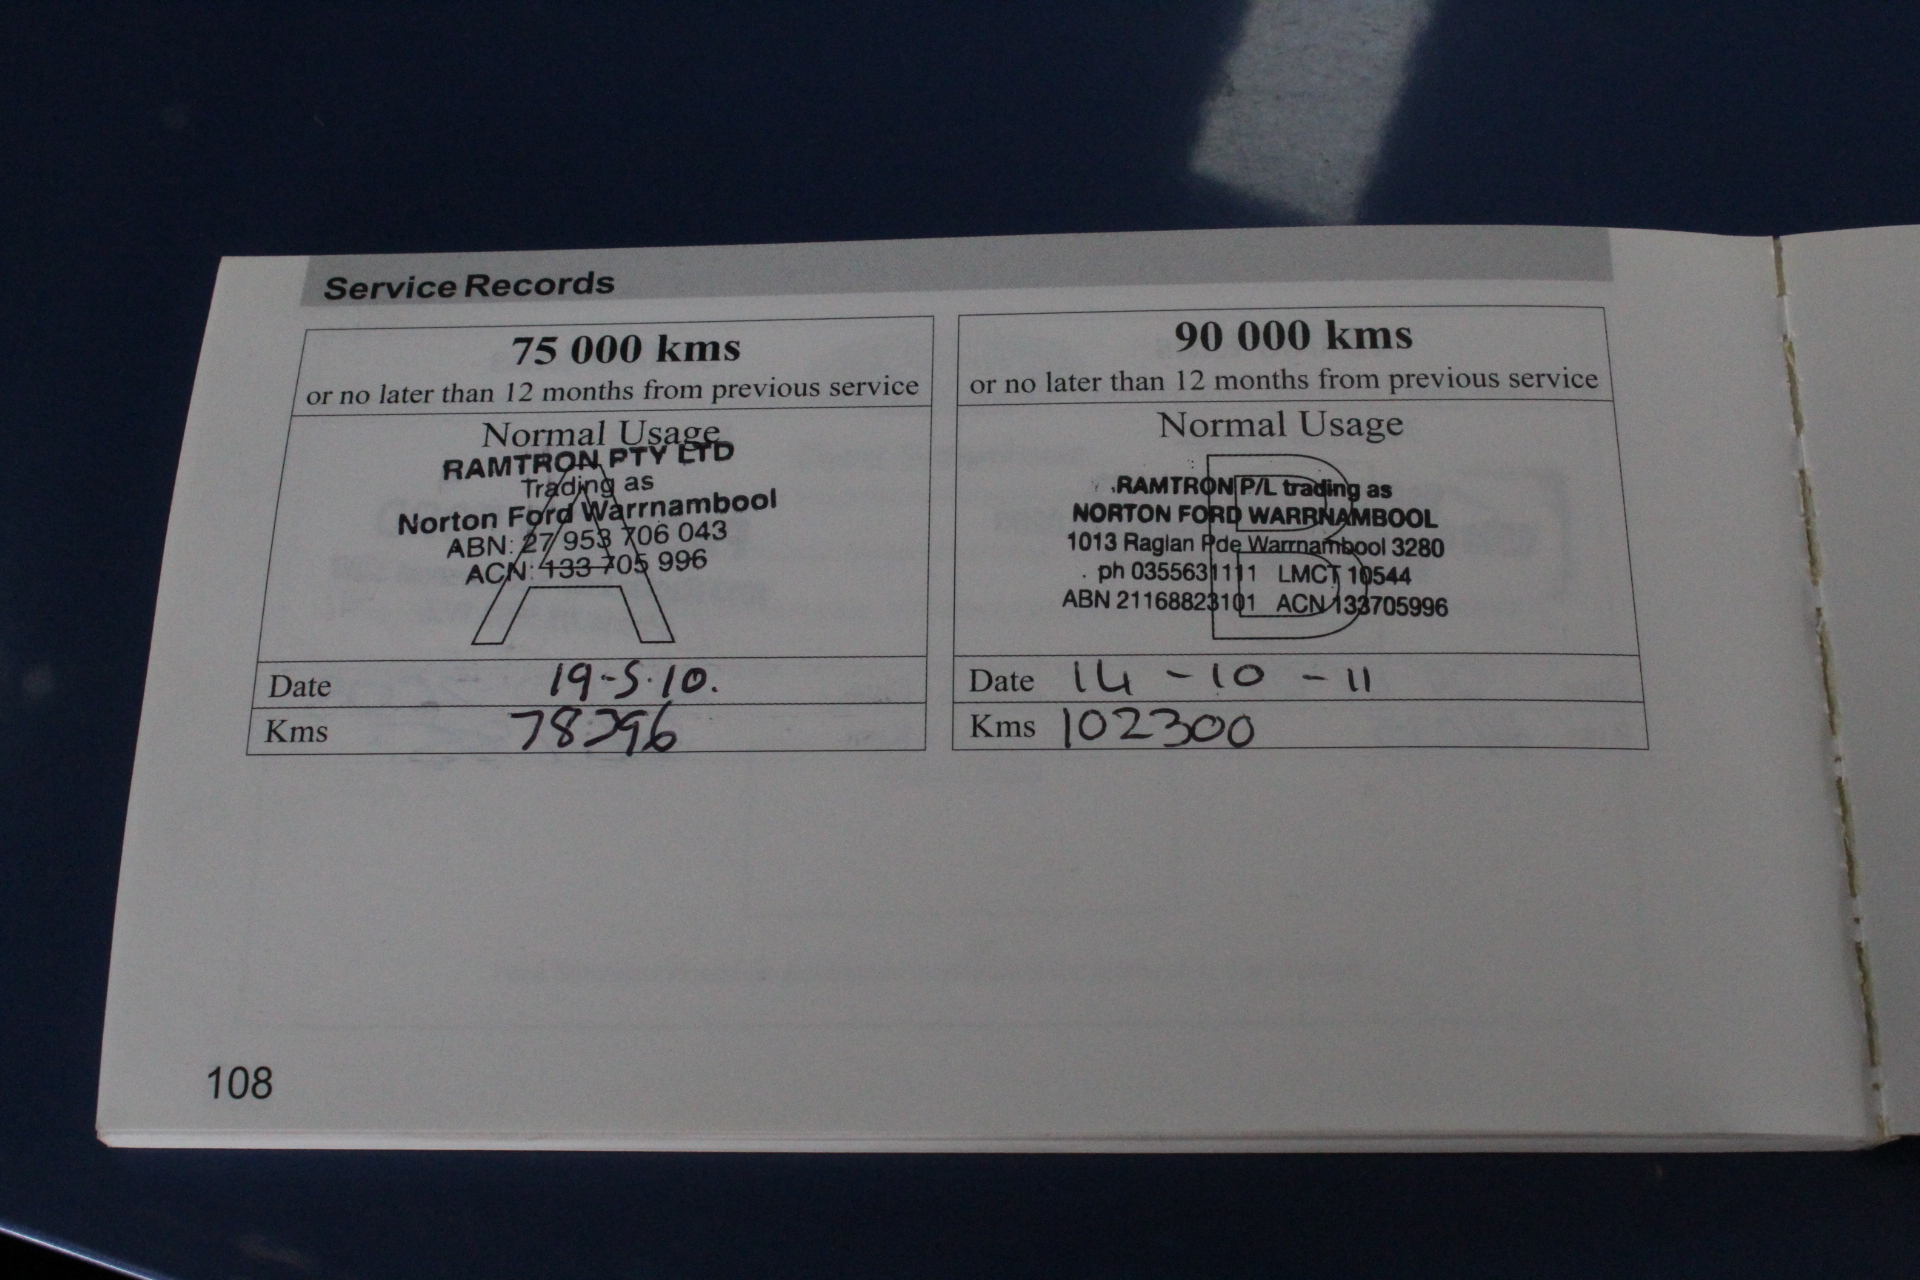 Service Records
75 000 kms
or no later than 12 months from previous service
Normal Usage
RAMTRON PTY LTD
Trading as
Norton Ford Warrnambool
ABN: 27 953 706 043
ACN: 133 705 996
A
Date 19-5.10.
Kms 78396
90 000 kms
or no later than 12 months from previous service
Normal Usage
RAMTRON P/L trading as
NORTON FORD WARRNAMBOOL
1013 Raglan Pde Warrnambool 3280
ph 0355631111 LMCT 10544
ABN 21168823101 ACN 133705996
B
Date 14 - 10 - 11
Kms 102300
108